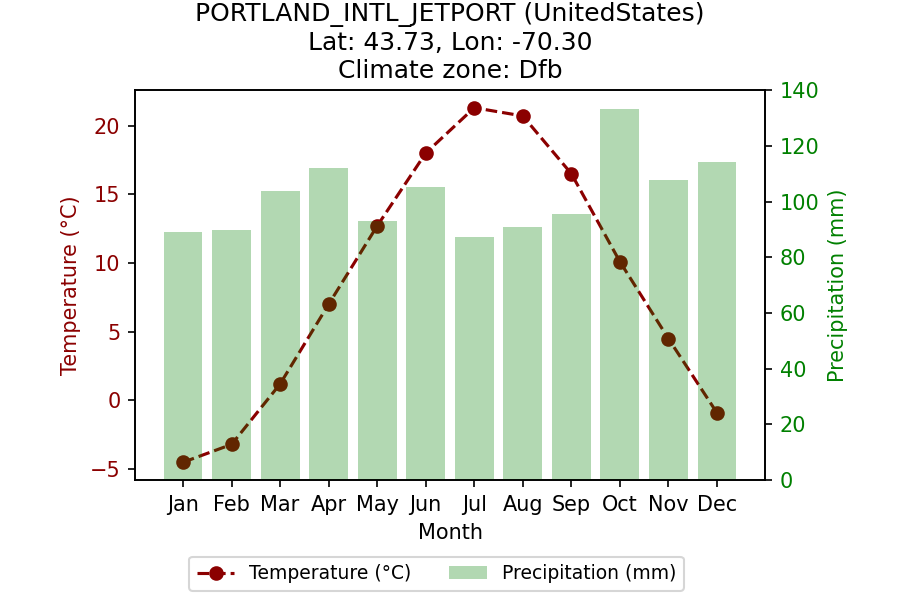 PORTLAND_INTL_JETPORT (UnitedStates)
Lat: 43.73, Lon: -70.30
Climate zone: Dfb
20
15
10
5
0
−5
Temperature (°C)
140
120
100
80
60
40
20
0
Precipitation (mm)
Jan Feb Mar Apr May Jun Jul Aug Sep Oct Nov Dec
Month
Temperature (°C) Precipitation (mm)